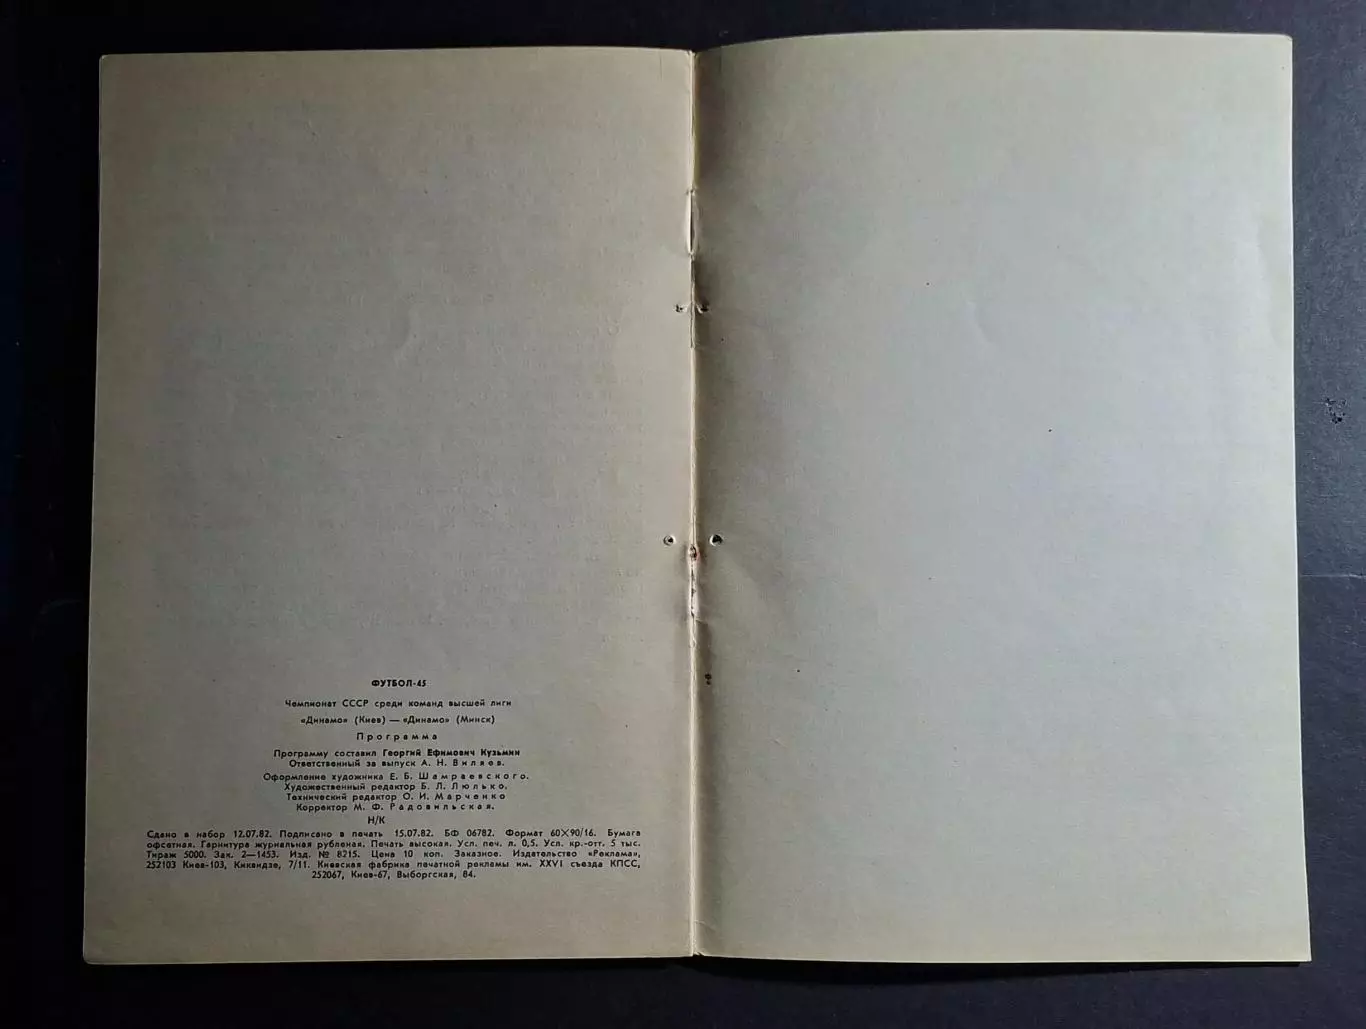 ФУТБОЛ-45
Чемпионат СССР среди команд высшей лиги
«Динамо» (Киев) — «Динамо» (Минск)
Программа
Программу составил Георгий Ефимович Кузьмин
Ответственный за выпуск А. Н. Виляев.
Оформление художника Е. Б. Шамраевского.
Художественный редактор Б. Л. Люлько.
Технический редактор О. И. Марченко
Корректор М. Ф. Радовильская.
Н/К
Сдано в набор 12.07.82. Подписано в печать 15.07.82. БФ 06782. Формат 60×90/16. Бумага
офсетная. Гарнитура журнальная рубленая. Печать высокая. Усл. печ. л. 0,5. Усл. кр.-отт. 5 тыс.
Тираж 5000. Зак. 2—1453. Изд. № 8215. Цена 10 коп. Заказное. Издательство «Реклама»,
252103 Киев-103, Киквидзе, 7/11. Киевская фабрика печатной рекламы им. XXVI съезда КПСС,
252067, Киев-67, Выборгская, 84.